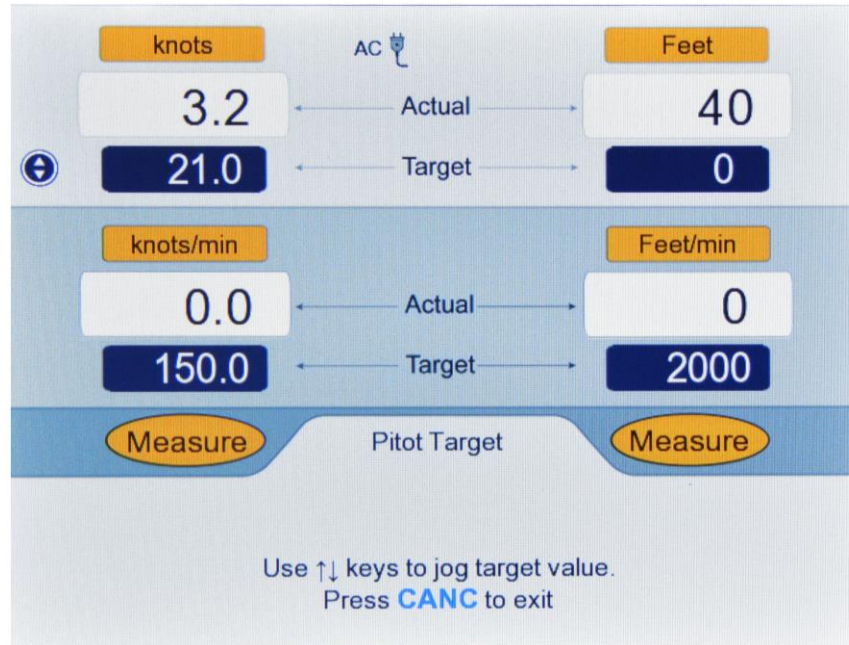 knots AC Feet
3.2 Actual 40
21.0 Target 0
knots/min Feet/min
0.0 Actual 0
150.0 Target 2000
Measure Pitot Target Measure
Use ↑↓ keys to jog target value.
Press CANC to exit